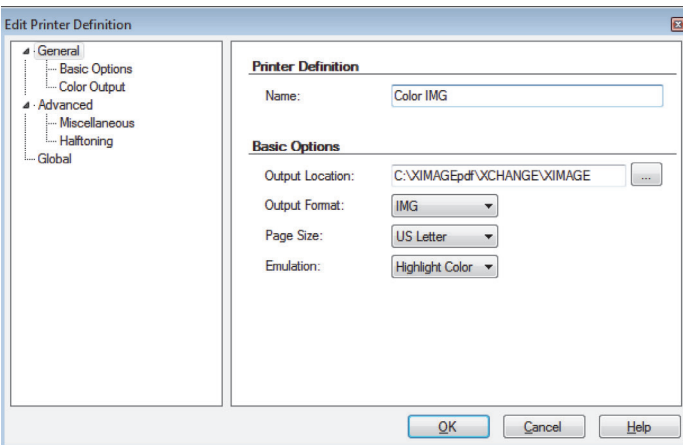 Edit Printer Definition
General
Basic Options
Color Output
Advanced
Miscellaneous
Halftoning
Global
Printer Definition
Name: Color IMG
Basic Options
Output Location: C:\XIMAGEpdf\XCHANGE\XIMAGE ...
Output Format: IMG
Page Size: US Letter
Emulation: Highlight Color
OK Cancel Help